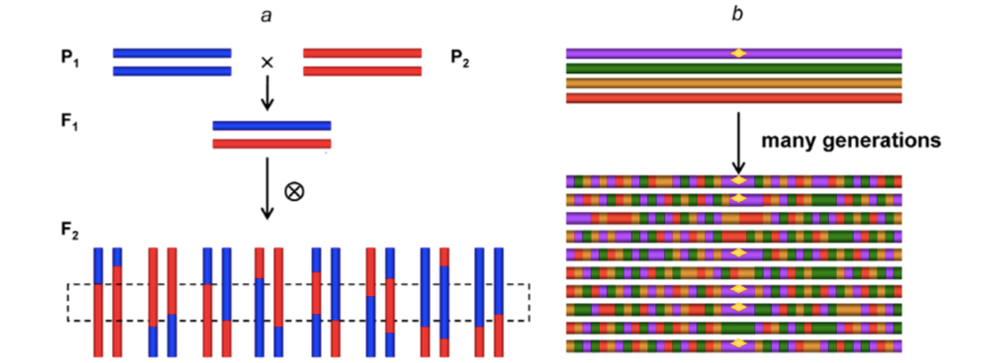 a
b
P₁
×
P₂
F₁
many generations
⊗
F₂